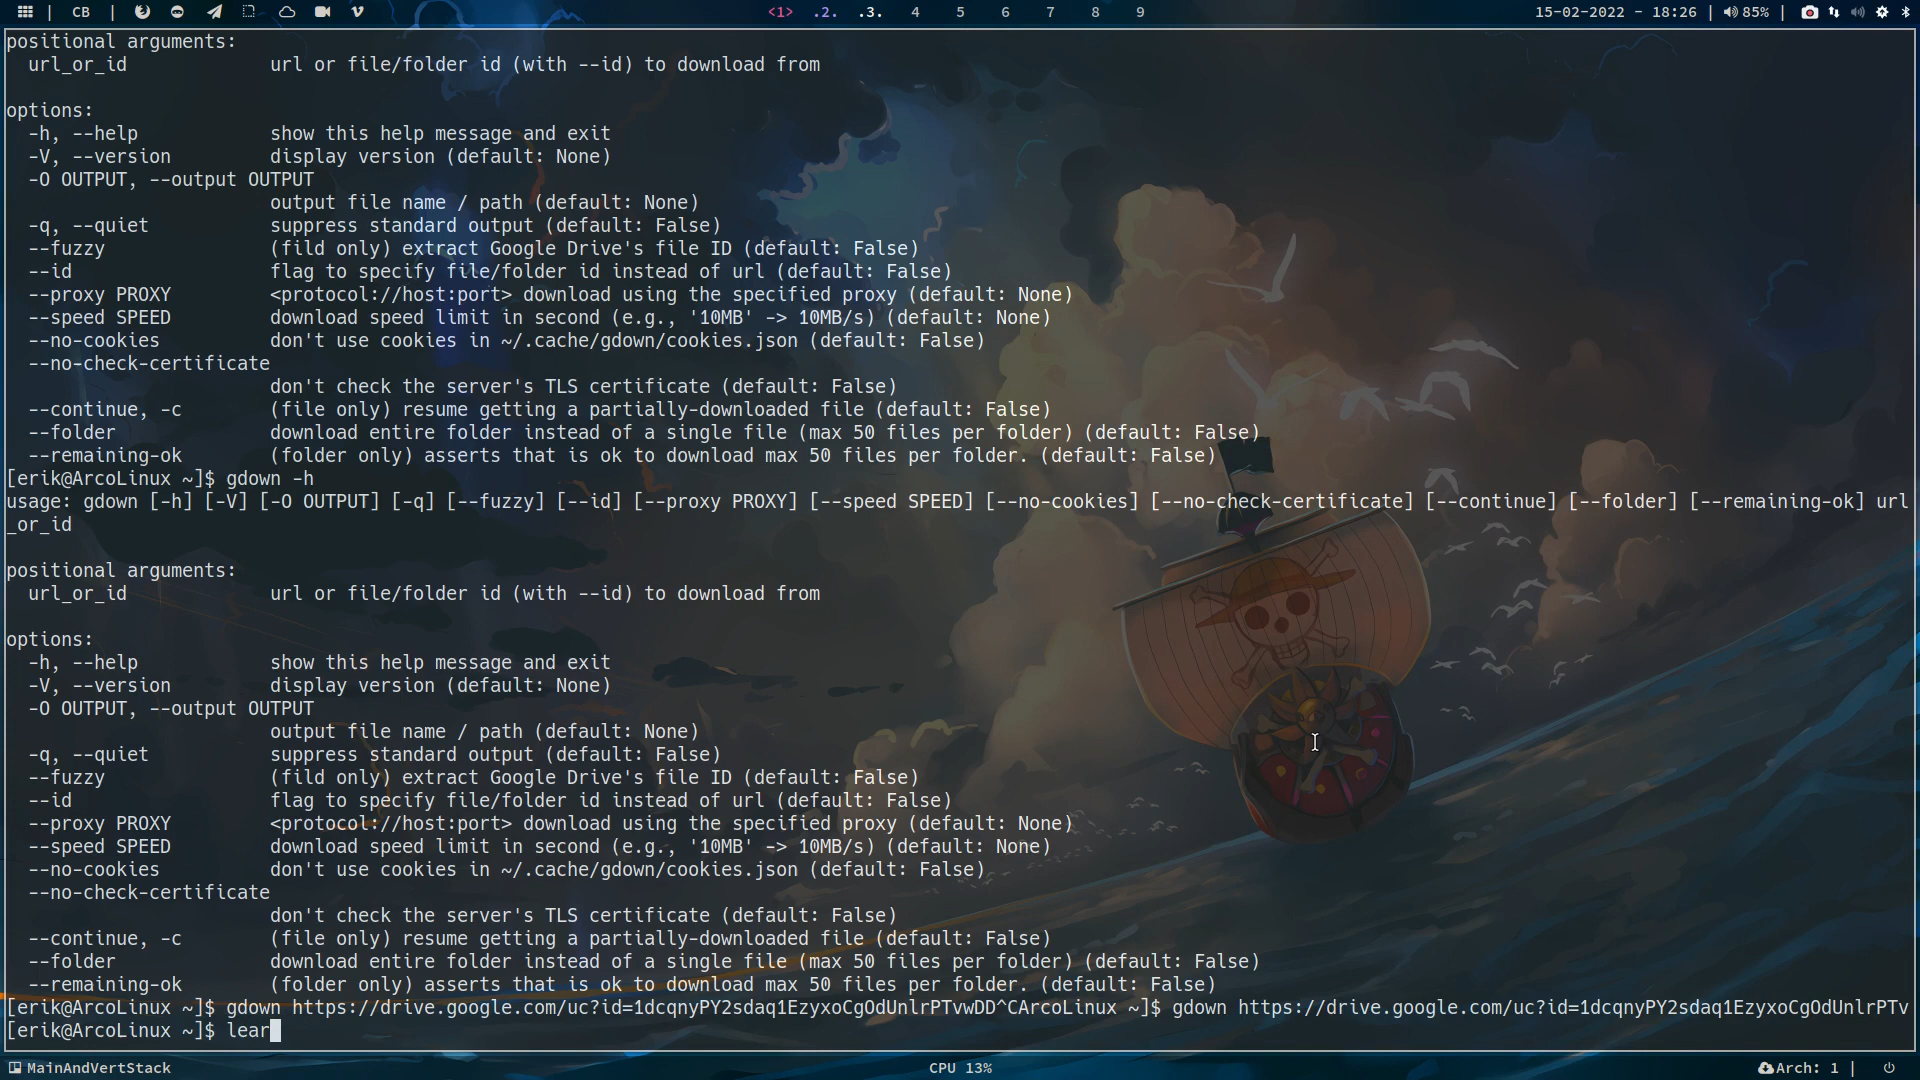 | CB | <1> .2. .3. 4 5 6 7 8 9 15-02-2022 - 18:26 | 85% |
positional arguments:
  url_or_id             url or file/folder id (with --id) to download from
options:
  -h, --help            show this help message and exit
  -V, --version         display version (default: None)
  -O OUTPUT, --output OUTPUT
                        output file name / path (default: None)
  -q, --quiet           suppress standard output (default: False)
  --fuzzy               (fild only) extract Google Drive's file ID (default: False)
  --id                  flag to specify file/folder id instead of url (default: False)
  --proxy PROXY         <protocol://host:port> download using the specified proxy (default: None)
  --speed SPEED         download speed limit in second (e.g., '10MB' -> 10MB/s) (default: None)
  --no-cookies          don't use cookies in ~/.cache/gdown/cookies.json (default: False)
  --no-check-certificate
                        don't check the server's TLS certificate (default: False)
  --continue, -c        (file only) resume getting a partially-downloaded file (default: False)
  --folder              download entire folder instead of a single file (max 50 files per folder) (default: False)
  --remaining-ok        (folder only) asserts that is ok to download max 50 files per folder. (default: False)
[erik@ArcoLinux ~]$ gdown -h
usage: gdown [-h] [-V] [-O OUTPUT] [-q] [--fuzzy] [--id] [--proxy PROXY] [--speed SPEED] [--no-cookies] [--no-check-certificate] [--continue] [--folder] [--remaining-ok] url
_or_id
positional arguments:
  url_or_id             url or file/folder id (with --id) to download from
options:
  -h, --help            show this help message and exit
  -V, --version         display version (default: None)
  -O OUTPUT, --output OUTPUT
                        output file name / path (default: None)
  -q, --quiet           suppress standard output (default: False)
  --fuzzy               (fild only) extract Google Drive's file ID (default: False)
  --id                  flag to specify file/folder id instead of url (default: False)
  --proxy PROXY         <protocol://host:port> download using the specified proxy (default: None)
  --speed SPEED         download speed limit in second (e.g., '10MB' -> 10MB/s) (default: None)
  --no-cookies          don't use cookies in ~/.cache/gdown/cookies.json (default: False)
  --no-check-certificate
                        don't check the server's TLS certificate (default: False)
  --continue, -c        (file only) resume getting a partially-downloaded file (default: False)
  --folder              download entire folder instead of a single file (max 50 files per folder) (default: False)
  --remaining-ok        (folder only) asserts that is ok to download max 50 files per folder. (default: False)
[erik@ArcoLinux ~]$ gdown https://drive.google.com/uc?id=1dcqnyPY2sdaq1EzyxoCgOdUnlrPTvwDD^CArcoLinux ~]$ gdown https://drive.google.com/uc?id=1dcqnyPY2sdaq1EzyxoCgOdUnlrPTv
[erik@ArcoLinux ~]$ lear
MainAndVertStack CPU 13% Arch: 1 |